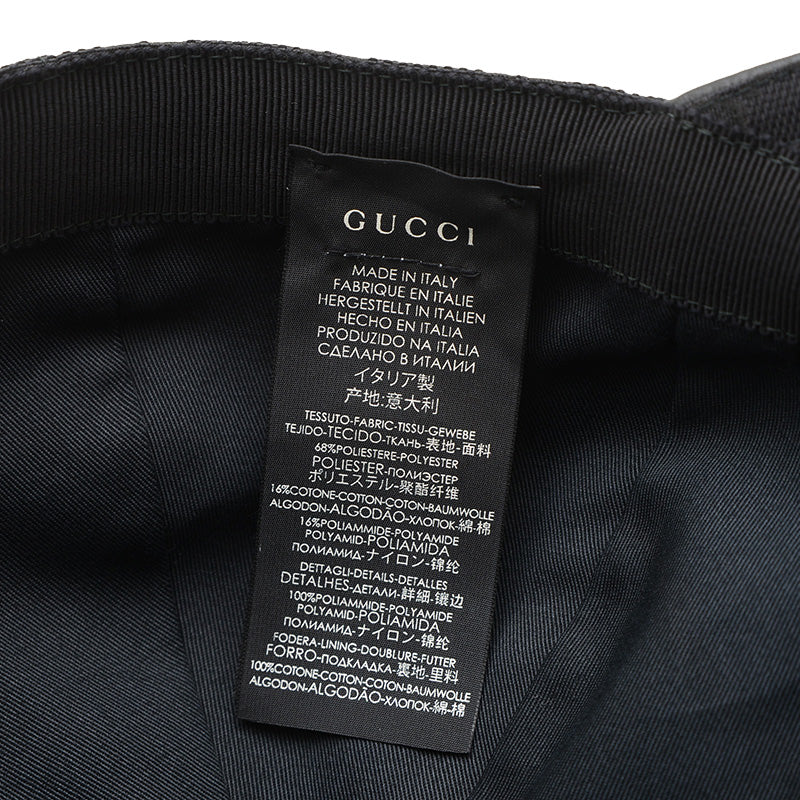 GUCCI
MADE IN ITALY
FABRIQUE EN ITALIE
HERGESTELLT IN ITALIEN
HECHO EN ITALIA
PRODUZIDO NA ITALIA
СДЕЛАНО В ИТАЛИИ
イタリア製
产地:意大利
TESSUTO-FABRIC-TISSU-GEWEBE
TEJIDO-TECIDO-ТКАНЬ-表地-面料
68%POLIESTERE-POLYESTER
POLIESTER-ПОЛИЭСТЕР
ポリエステル-聚酯纤维
16%COTONE-COTTON-COTON-BAUMWOLLE
ALGODON-ALGODÃO-ХЛОПОК-綿-棉
16%POLIAMMIDE-POLYAMIDE
POLYAMID-POLIAMIDA
ПОЛИАМИД-ナイロン-锦纶
DETTAGLI-DETAILS-DETALLES
DETALHES-ДЕТАЛИ-詳細-镶边
100%POLIAMMIDE-POLYAMIDE
POLYAMID-POLIAMIDA
ПОЛИАМИД-ナイロン-锦纶
FODERA-LINING-DOUBLURE-FUTTER
FORRO-ПОДКЛАДКА-裏地-里料
100%COTONE-COTTON-COTON-BAUMWOLLE
ALGODON-ALGODÃO-ХЛОПОК-綿-棉